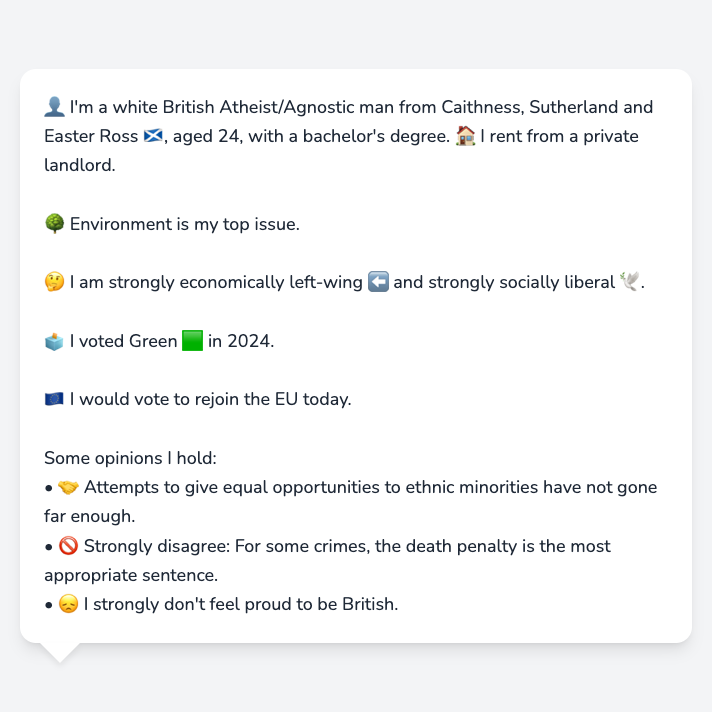 👤 I'm a white British Atheist/Agnostic man from Caithness, Sutherland and
Easter Ross 🏴󠁧󠁢󠁳󠁣󠁴󠁿, aged 24, with a bachelor's degree. 🏠 I rent from a private
landlord.
🌳 Environment is my top issue.
🤔 I am strongly economically left-wing ⬅️ and strongly socially liberal 🕊️.
🗳️ I voted Green 🟩 in 2024.
🇪🇺 I would vote to rejoin the EU today.
Some opinions I hold:
• 🤝 Attempts to give equal opportunities to ethnic minorities have not gone
far enough.
• 🚫 Strongly disagree: For some crimes, the death penalty is the most
appropriate sentence.
• 😞 I strongly don't feel proud to be British.